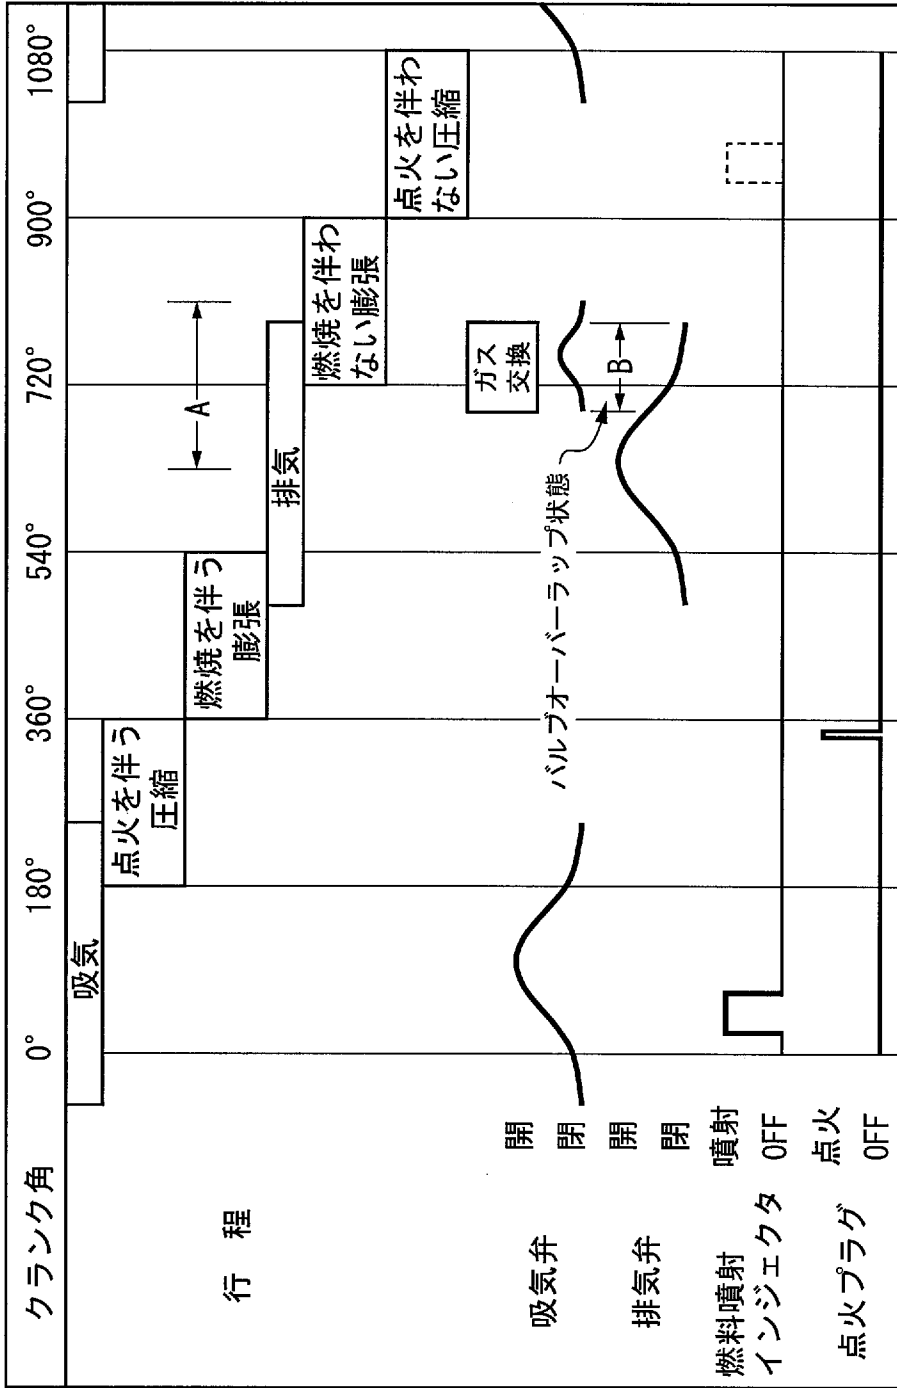 クランク角
0°
180°
360°
540°
720°
900°
1080°
行 程
吸気
点火を伴う
圧縮
燃焼を伴う
膨張
排気
A
燃焼を伴わ
ない膨張
点火を伴わ
ない圧縮
ガス
交換
吸気弁
開
閉
バルブオーバーラップ状態
B
排気弁
開
閉
燃料噴射
インジェクタ
噴射
OFF
点火プラグ
点火
OFF